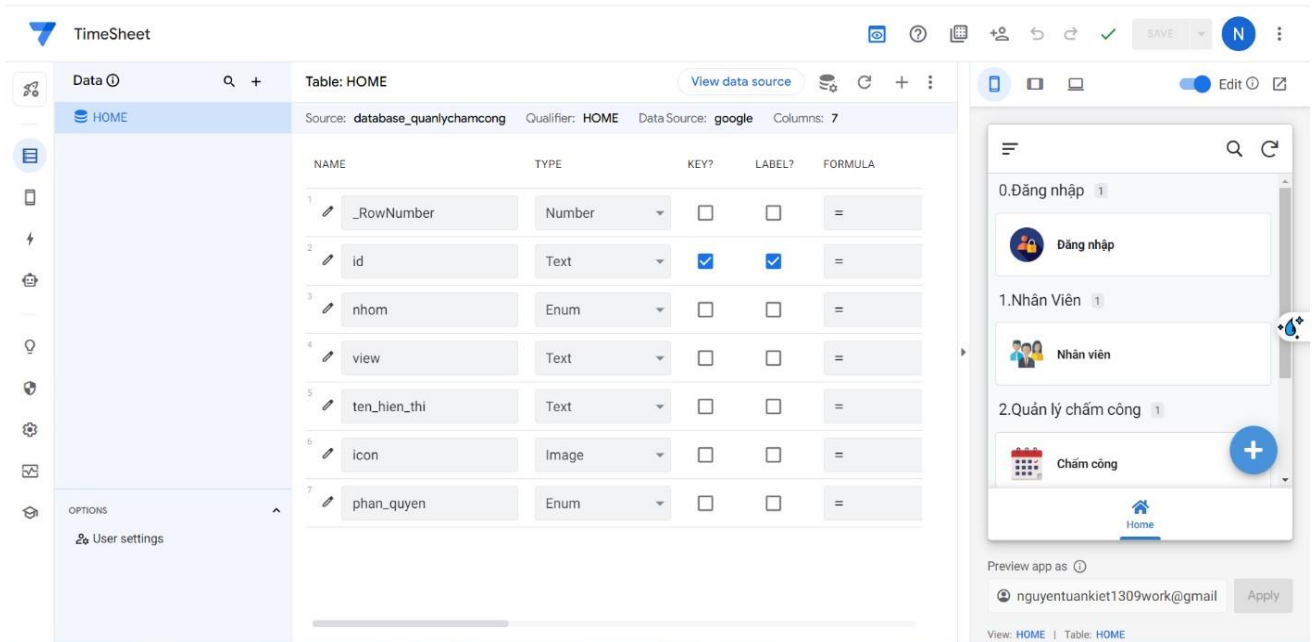 TimeSheet
SAVE
N
Data
HOME
OPTIONS
User settings
Table: HOME
View data source
Source: database_quanlychamcong Qualifier: HOME Data Source: google Columns: 7
NAME TYPE KEY? LABEL? FORMULA
1 _RowNumber Number =
2 id Text =
3 nhom Enum =
4 view Text =
5 ten_hien_thi Text =
6 icon Image =
7 phan_quyen Enum =
Edit
0.Đăng nhập 1
Đăng nhập
1.Nhân Viên 1
Nhân viên
2.Quản lý chấm công 1
Chấm công
Home
Preview app as
nguyentuankiet1309work@gmail Apply
View: HOME | Table: HOME